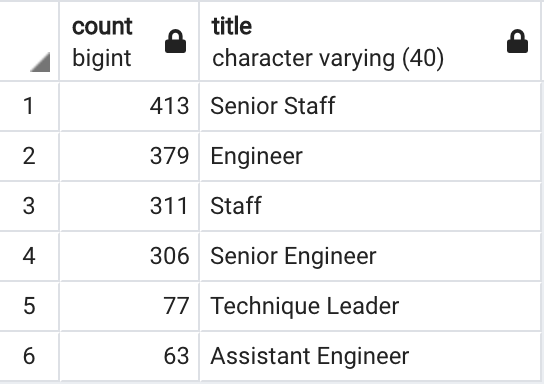 count title
bigint character varying (40)
1 413 Senior Staff
2 379 Engineer
3 311 Staff
4 306 Senior Engineer
5 77 Technique Leader
6 63 Assistant Engineer